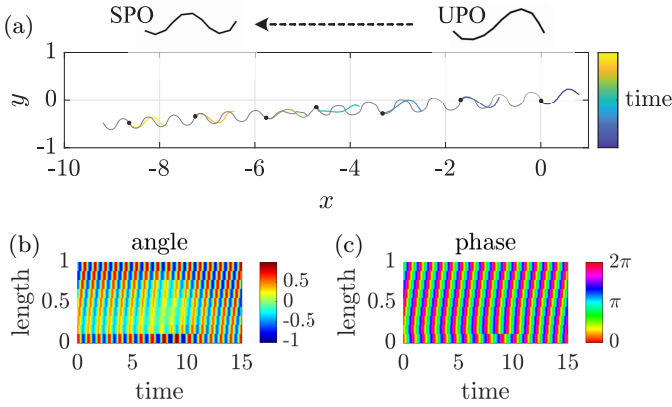 SPO UPO
(a)
1
0
-1
y
time
-10 -8 -6 -4 -2 0
x
(b) angle (c) phase
1
0.5
0
length
0.5
0
-0.5
-1
1
0.5
0
length
2π
π
0
0 5 10 15 0 5 10 15
time time